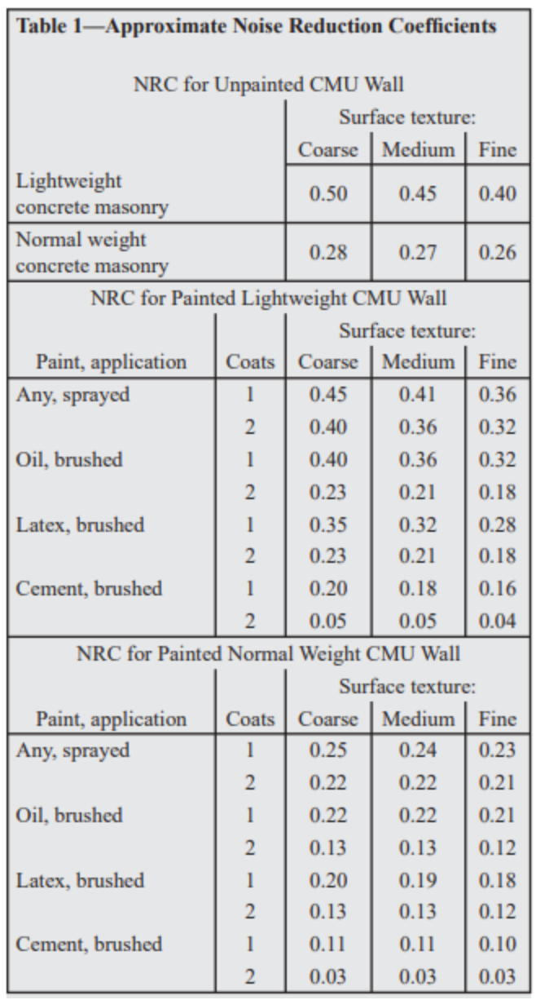 Table 1—Approximate Noise Reduction Coefficients
NRC for Unpainted CMU Wall
Surface texture:
Coarse Medium Fine
Lightweight
concrete masonry 0.50 0.45 0.40
Normal weight
concrete masonry 0.28 0.27 0.26
NRC for Painted Lightweight CMU Wall
Surface texture:
Paint, application Coats Coarse Medium Fine
Any, sprayed 1 0.45 0.41 0.36
2 0.40 0.36 0.32
Oil, brushed 1 0.40 0.36 0.32
2 0.23 0.21 0.18
Latex, brushed 1 0.35 0.32 0.28
2 0.23 0.21 0.18
Cement, brushed 1 0.20 0.18 0.16
2 0.05 0.05 0.04
NRC for Painted Normal Weight CMU Wall
Surface texture:
Paint, application Coats Coarse Medium Fine
Any, sprayed 1 0.25 0.24 0.23
2 0.22 0.22 0.21
Oil, brushed 1 0.22 0.22 0.21
2 0.13 0.13 0.12
Latex, brushed 1 0.20 0.19 0.18
2 0.13 0.13 0.12
Cement, brushed 1 0.11 0.11 0.10
2 0.03 0.03 0.03